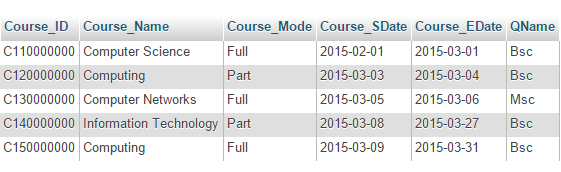 Course_ID Course_Name Course_Mode Course_SDate Course_EDate QName
C110000000 Computer Science Full 2015-02-01 2015-03-01 Bsc
C120000000 Computing Part 2015-03-03 2015-03-04 Bsc
C130000000 Computer Networks Full 2015-03-05 2015-03-06 Msc
C140000000 Information Technology Part 2015-03-08 2015-03-27 Bsc
C150000000 Computing Full 2015-03-09 2015-03-31 Bsc